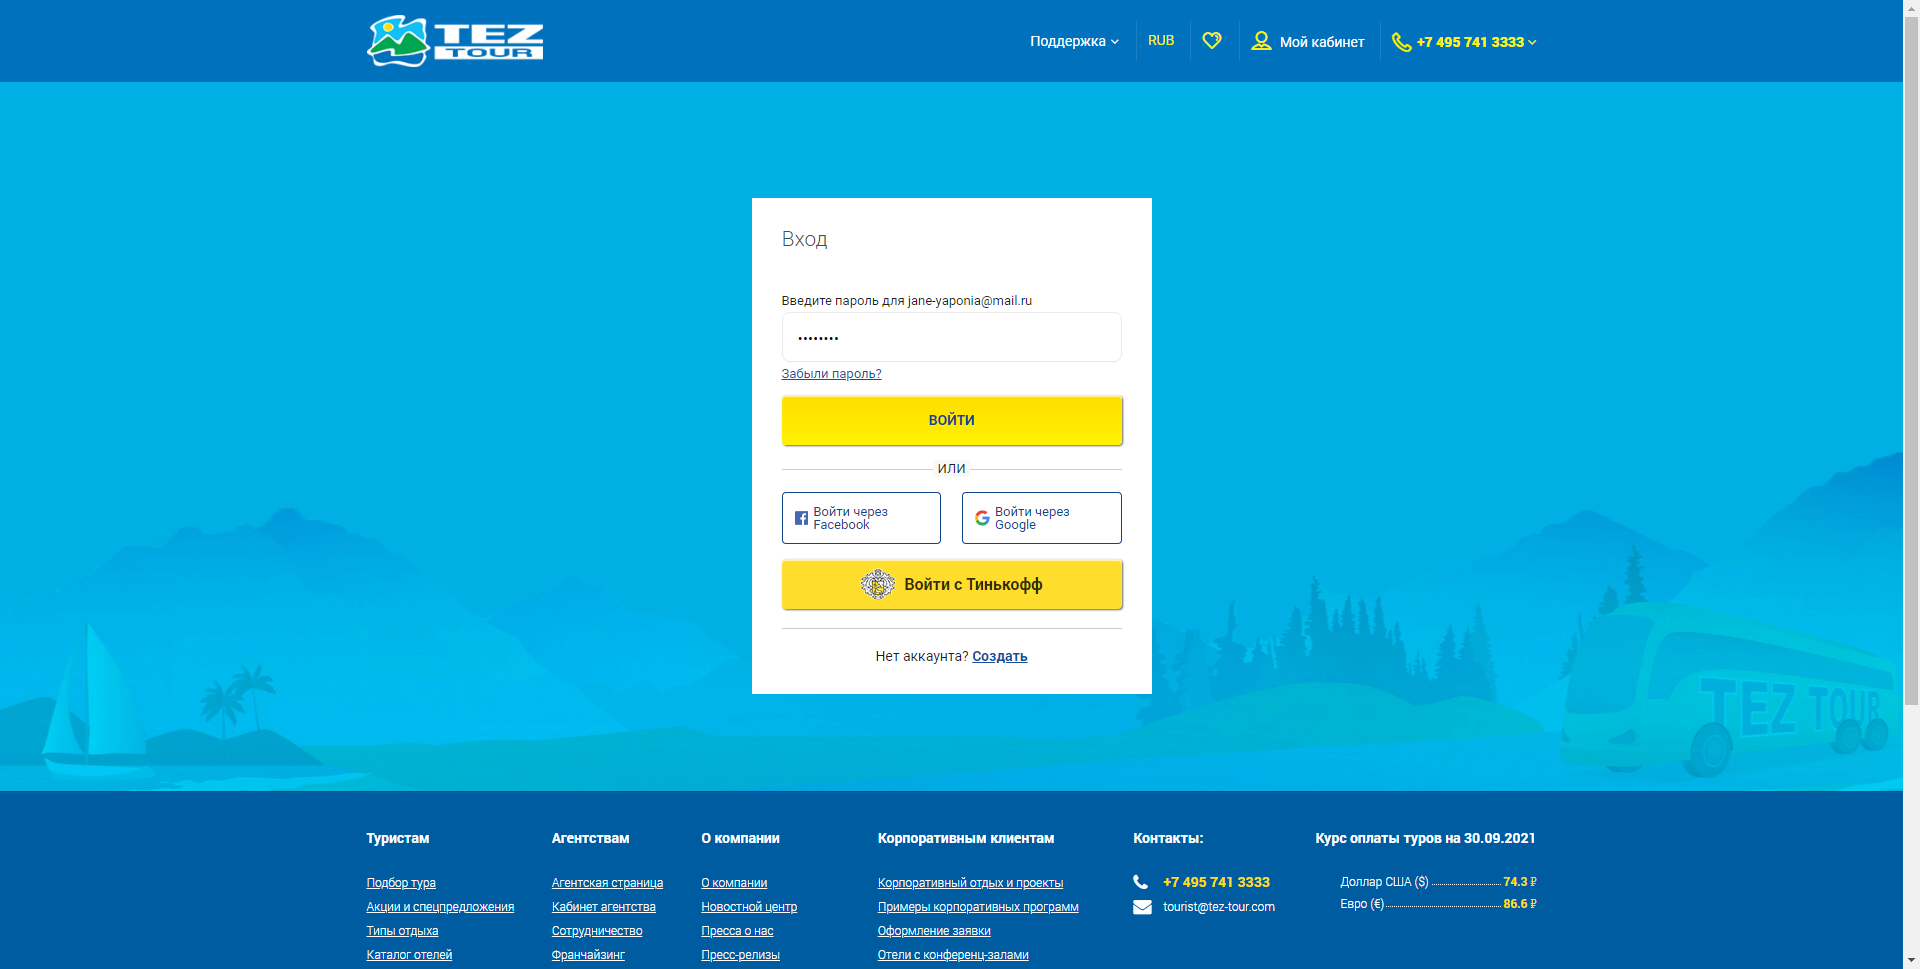 TEZ
TOUR
Поддержка
RUB
Мой кабинет
+7 495 741 3333
Вход
Введите пароль для jane-yaponia@mail.ru
••••••••
Забыли пароль?
ВОЙТИ
ИЛИ
Войти через
Facebook
Войти через
Google
Войти с Тинькофф
Нет аккаунта? Создать
TEZ TOUR
Туристам
Подбор тура
Акции и спецпредложения
Типы отдыха
Каталог отелей
Агентствам
Агентская страница
Кабинет агентства
Сотрудничество
Франчайзинг
О компании
О компании
Новостной центр
Пресса о нас
Пресс-релизы
Корпоративным клиентам
Корпоративный отдых и проекты
Примеры корпоративных программ
Оформление заявки
Отели с конференц-залами
Контакты:
+7 495 741 3333
tourist@tez-tour.com
Курс оплаты туров на 30.09.2021
Доллар США ($) 74.3 ₽
Евро (€) 86.6 ₽